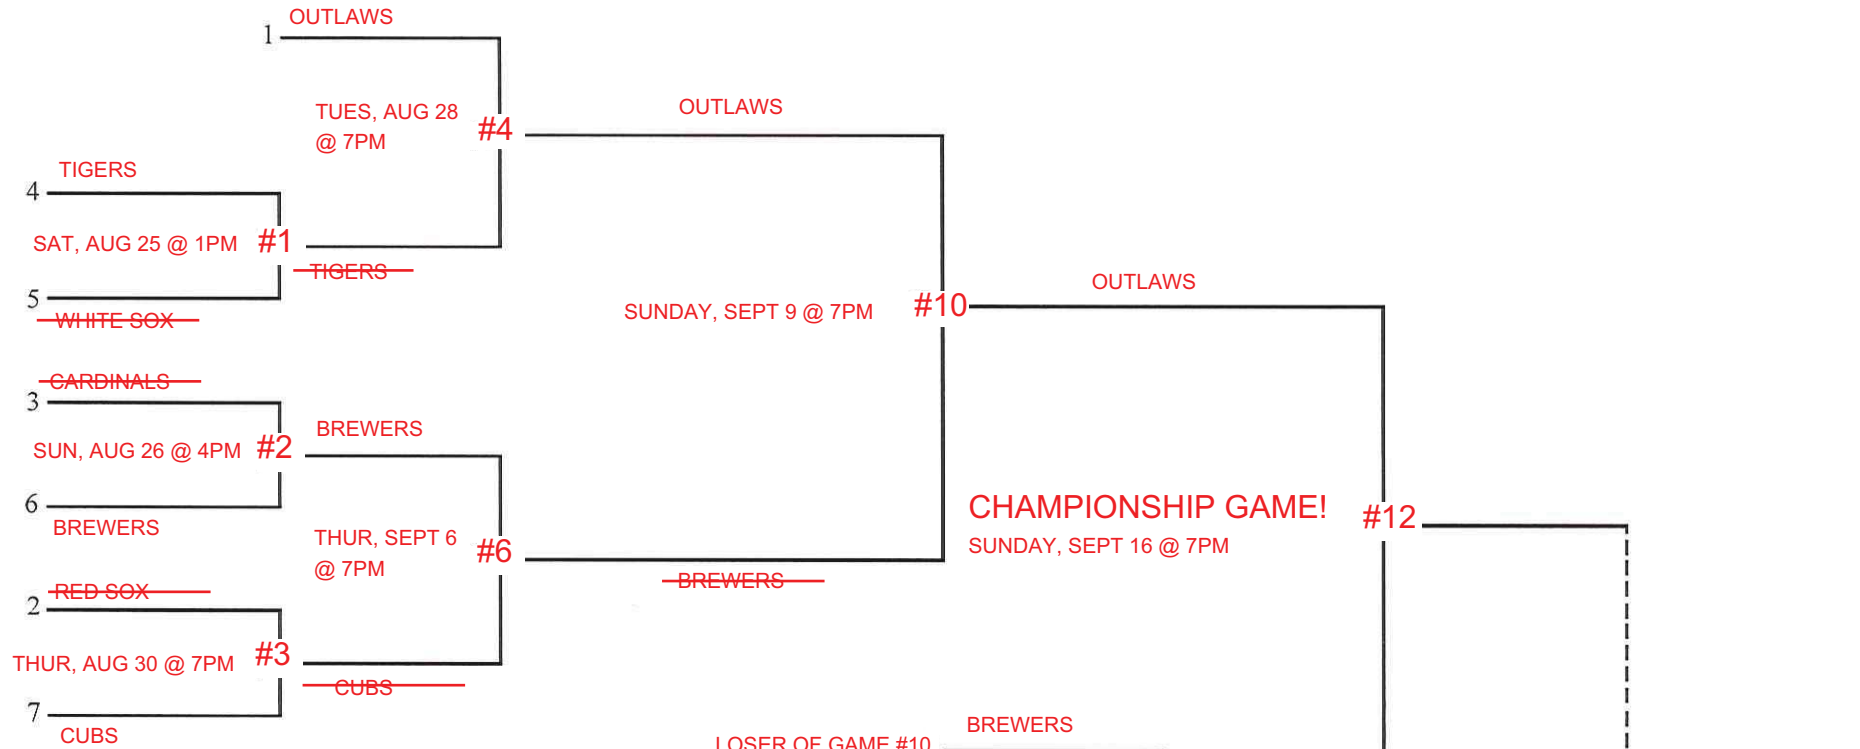 OUTLAWS
1
TUES, AUG 28
@ 7PM
#4
OUTLAWS
TIGERS
4
SAT, AUG 25 @ 1PM
#1
TIGERS
5
WHITE SOX
SUNDAY, SEPT 9 @ 7PM
#10
OUTLAWS
CARDINALS
3
SUN, AUG 26 @ 4PM
#2
BREWERS
6
BREWERS
THUR, SEPT 6
@ 7PM
#6
BREWERS
CHAMPIONSHIP GAME!
SUNDAY, SEPT 16 @ 7PM
#12
RED SOX
2
THUR, AUG 30 @ 7PM
#3
CUBS
7
CUBS
BREWERS
LOSER OF GAME #10